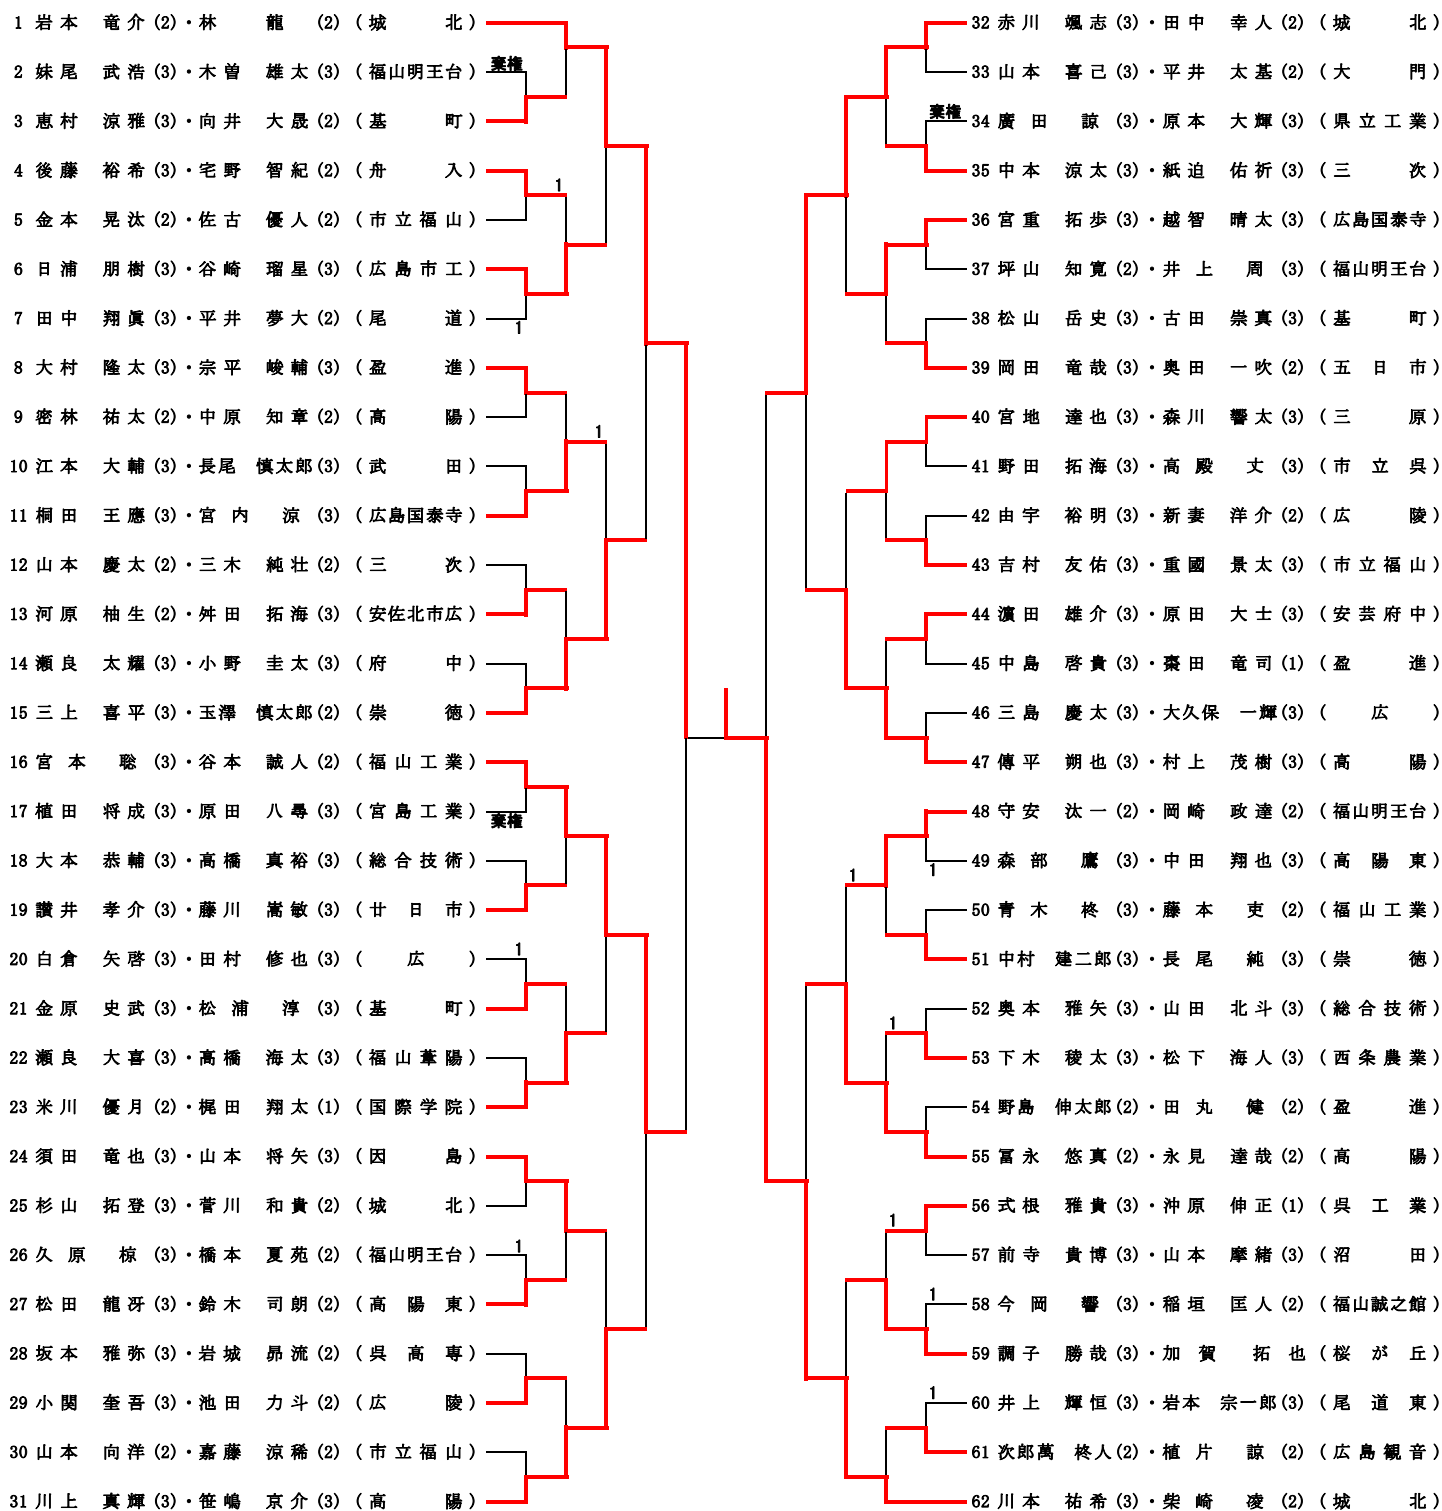 1 岩本 竜介(2)・林 龍 (2) (城 北)
2 妹尾 武浩(3)・木曽 雄太(3) (福山明王台) 棄権
3 恵村 涼雅(3)・向井 大晟(2) (基 町)
4 後藤 裕希(3)・宅野 智紀(2) (舟 入)
1
5 金本 晃汰(2)・佐古 優人(2) (市立福山)
6 日浦 朋樹(3)・谷崎 瑠星(3) (広島市工)
7 田中 翔眞(3)・平井 夢大(2) (尾 道)
1
8 大村 隆太(3)・宗平 峻輔(3) (盈 進)
9 密林 祐太(2)・中原 知章(2) (高 陽)
1
10 江本 大輔(3)・長尾 慎太郎(3) (武 田)
11 桐田 王應(3)・宮内 涼 (3) (広島国泰寺)
12 山本 慶太(2)・三木 純壮(2) (三 次)
13 河原 柚生(2)・舛田 拓海(3) (安佐北市広)
14 瀬良 太耀(3)・小野 圭太(3) (府 中)
15 三上 喜平(3)・玉澤 慎太郎(2) (崇 徳)
16 宮本 聡 (3)・谷本 誠人(2) (福山工業)
17 植田 将成(3)・原田 八尋(3) (宮島工業) 棄権
18 大本 恭輔(3)・高橋 真裕(3) (総合技術)
19 讃井 孝介(3)・藤川 嵩敏(3) (廿日市)
20 白倉 矢啓(3)・田村 修也(3) ( 広 ) 1
21 金原 史武(3)・松浦 淳 (3) (基 町)
22 瀬良 大喜(3)・高橋 海太(3) (福山葦陽)
23 米川 優月(2)・梶田 翔太(1) (国際学院)
24 須田 竜也(3)・山本 将矢(3) (因 島)
25 杉山 拓登(3)・菅川 和貴(2) (城 北)
26 久原 椋 (3)・橋本 夏苑(2) (福山明王台) 1
27 松田 龍冴(3)・鈴木 司朗(2) (高陽東)
28 坂本 雅弥(3)・岩城 昴流(2) (呉高専)
29 小関 奎吾(3)・池田 力斗(2) (広 陵)
30 山本 向洋(2)・嘉藤 涼稀(2) (市立福山)
31 川上 真輝(3)・笹嶋 京介(3) (高 陽)
32 赤川 颯志(3)・田中 幸人(2) (城 北)
33 山本 喜己(3)・平井 太基(2) (大 門)
棄権 34 廣田 諒 (3)・原本 大輝(3) (県立工業)
35 中本 涼太(3)・紙迫 佑祈(3) (三 次)
36 宮重 拓歩(3)・越智 晴太(3) (広島国泰寺)
37 坪山 知寛(2)・井上 周 (3) (福山明王台)
38 松山 岳史(3)・古田 崇真(3) (基 町)
39 岡田 竜哉(3)・奥田 一吹(2) (五日市)
40 宮地 達也(3)・森川 響太(3) (三 原)
41 野田 拓海(3)・高殿 丈 (3) (市立呉)
42 由宇 裕明(3)・新妻 洋介(2) (広 陵)
43 吉村 友佑(3)・重國 景太(3) (市立福山)
44 濵田 雄介(3)・原田 大士(3) (安芸府中)
45 中島 啓貴(3)・棗田 竜司(1) (盈 進)
46 三島 慶太(3)・大久保 一輝(3) ( 広 )
47 傳平 朔也(3)・村上 茂樹(3) (高 陽)
48 守安 汰一(2)・岡崎 政達(2) (福山明王台)
49 森部 鷹 (3)・中田 翔也(3) (高陽東)
1
1
50 青木 柊 (3)・藤本 吏 (2) (福山工業)
51 中村 建二郎(3)・長尾 純 (3) (崇 徳)
52 奥本 雅矢(3)・山田 北斗(3) (総合技術)
1
53 下木 稜太(3)・松下 海人(3) (西条農業)
54 野島 伸太郎(2)・田丸 健 (2) (盈 進)
55 冨永 悠真(2)・永見 達哉(2) (高 陽)
56 式根 雅貴(3)・沖原 伸正(1) (呉工業)
1
57 前寺 貴博(3)・山本 摩緒(3) (沼 田)
1 58 今岡 響 (3)・稲垣 匡人(2) (福山誠之館)
59 調子 勝哉(3)・加賀 拓也 (桜が丘)
1 60 井上 輝恒(3)・岩本 宗一郎(3) (尾道東)
61 次郎萬 柊人(2)・植片 諒 (2) (広島観音)
62 川本 祐希(3)・柴崎 凌 (2) (城 北)